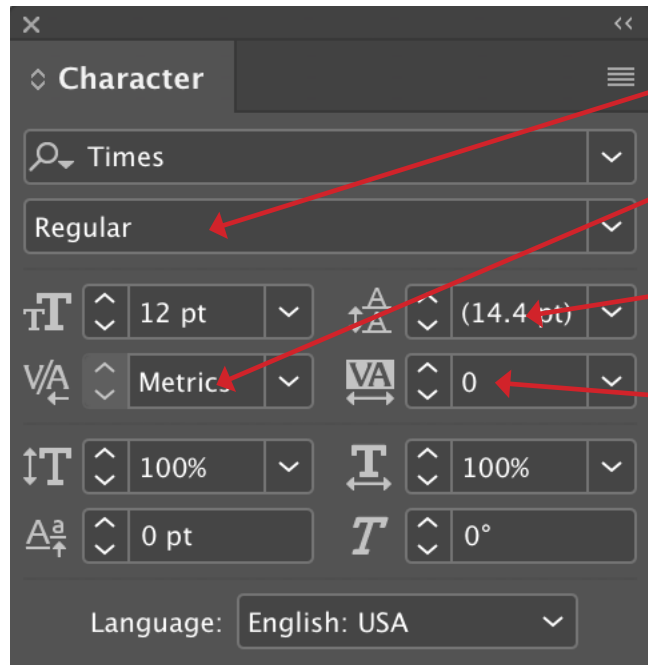 Character
Times
Regular
12 pt (14.4 pt)
Metrics 0
100% 100%
0 pt 0°
Language: English: USA